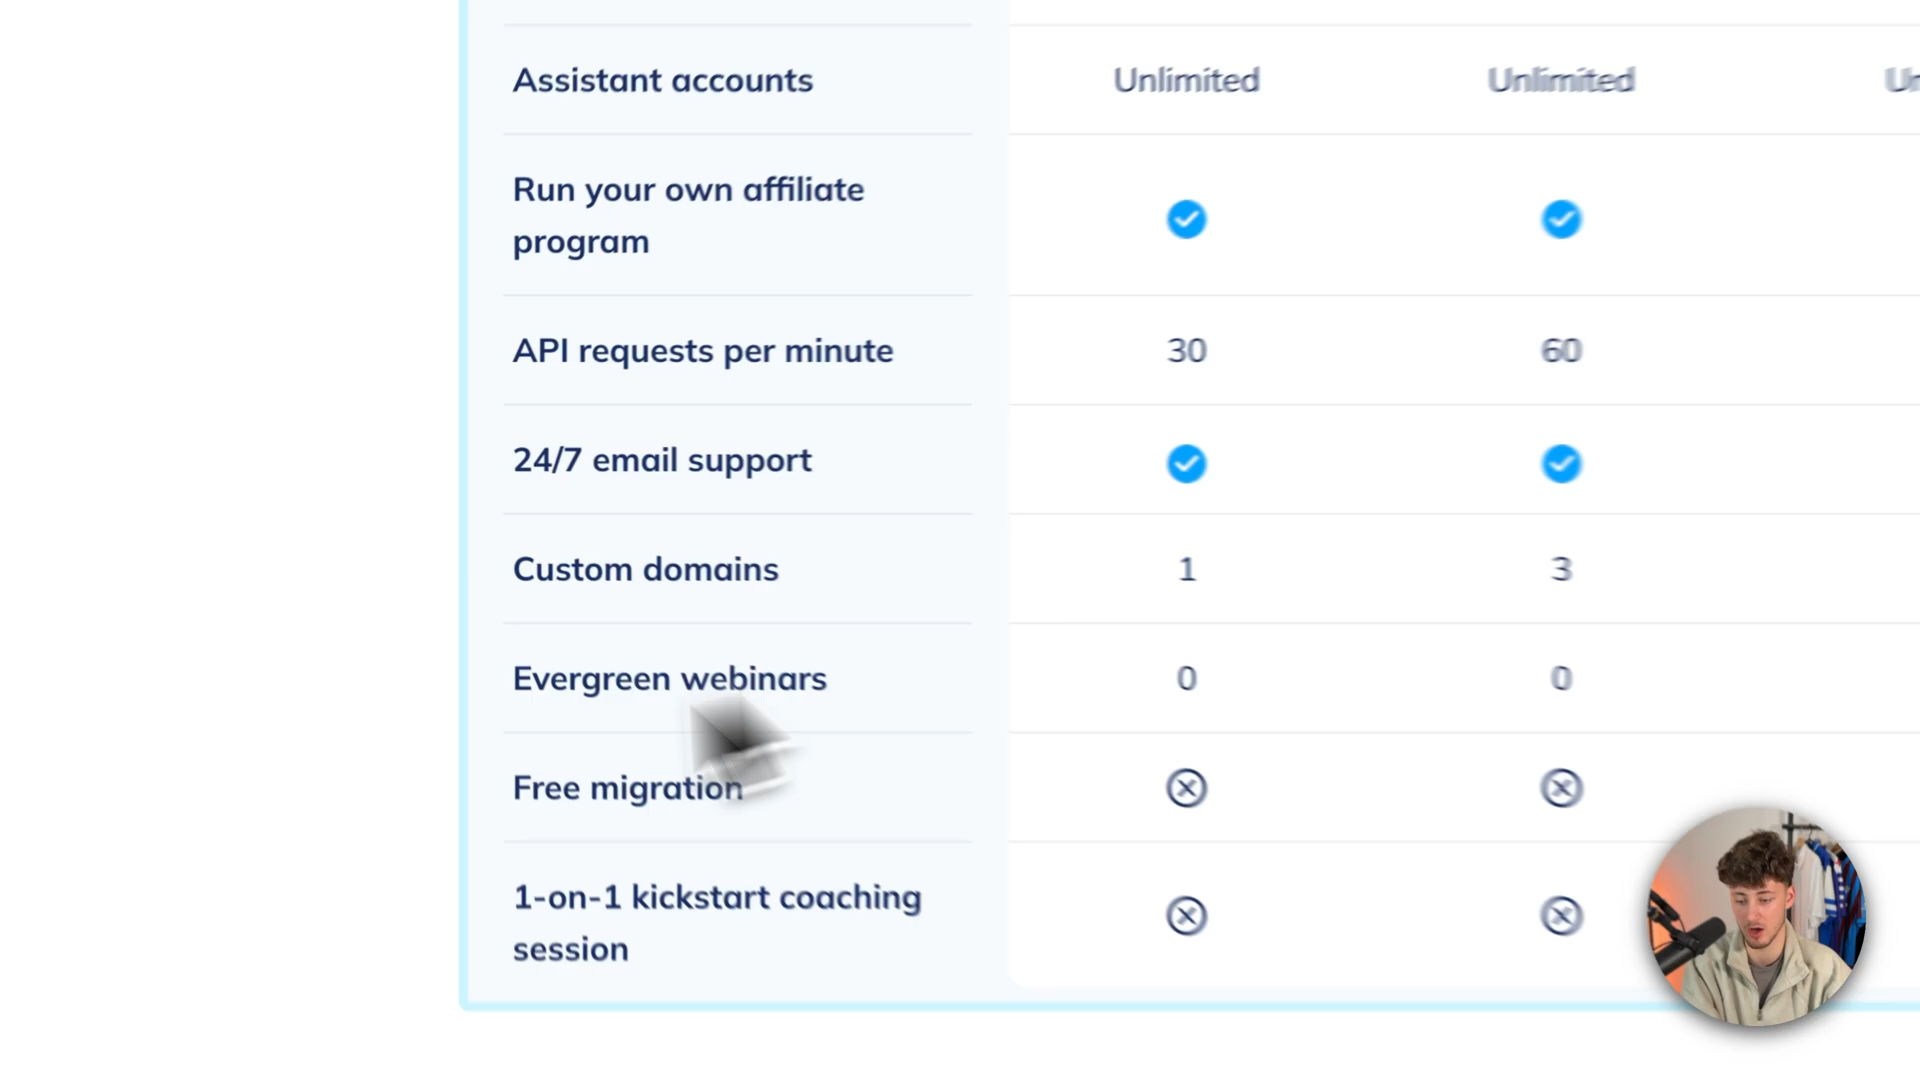 Assistant accounts Unlimited Unlimited Un
Run your own affiliate
program
API requests per minute 30 60
24/7 email support
Custom domains 1 3
Evergreen webinars 0 0
Free migration
1-on-1 kickstart coaching
session